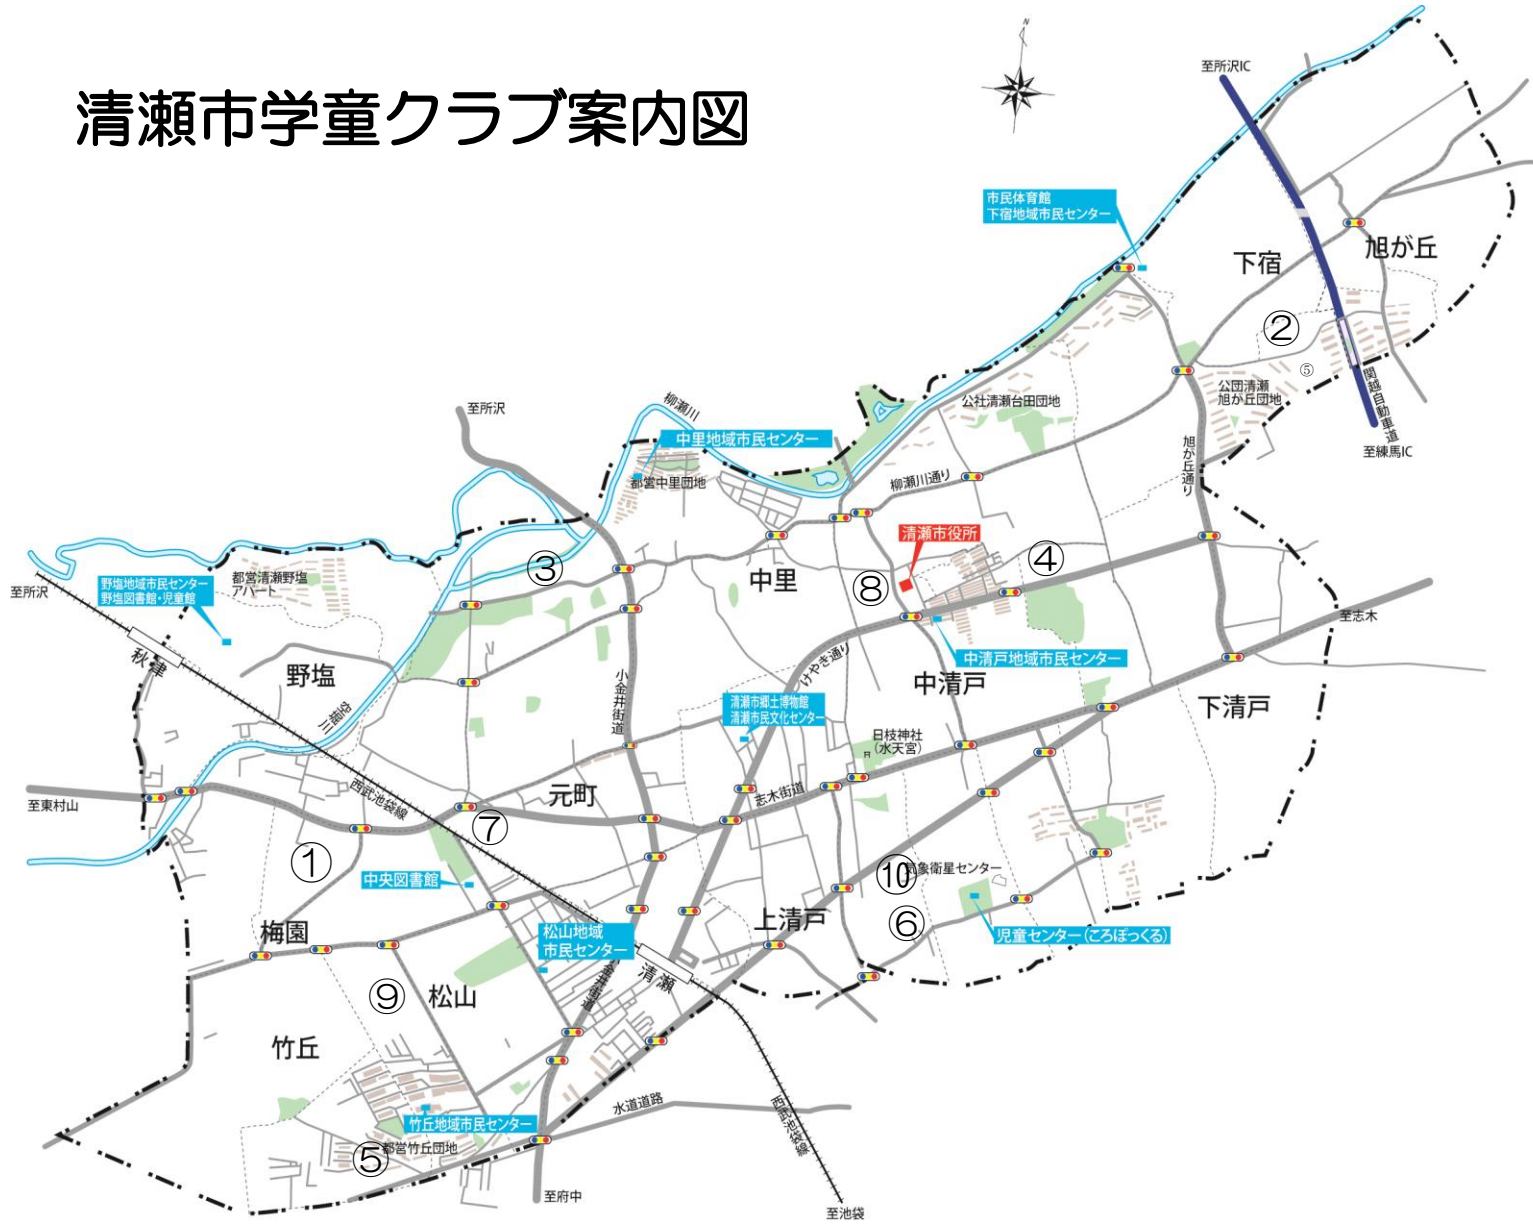 清瀬市学童クラブ案内図
N
至所沢IC
市民体育館
下宿地域市民センター
下宿
旭が丘
②
⑤
公団清瀬
旭が丘団地
関越自動車道
至練馬IC
公社清瀬台田団地
旭が丘通り
至所沢
柳瀬川
中里地域市民センター
都営中里団地
柳瀬川通り
清瀬市役所
③
④
⑧
中里
至所沢
野塩地域市民センター
野塩図書館・児童館
都営清瀬野塩
アパート
秋津
野塩
空堀川
小金井街道
けやき通り
中清戸地域市民センター
中清戸
下清戸
至志木
清瀬市郷土博物館
清瀬市民文化センター
日枝神社
(水天宮)
至東村山
西武池袋線
元町
志木街道
⑦
①
中央図書館
⑩
気象衛星センター
⑥
上清戸
児童センター(ころぽっくる)
梅園
松山地域
市民センター
清瀬
小金井街道
⑨
松山
竹丘
竹丘地域市民センター
⑤
都営竹丘団地
水道道路
西武池袋線
至府中
至池袋